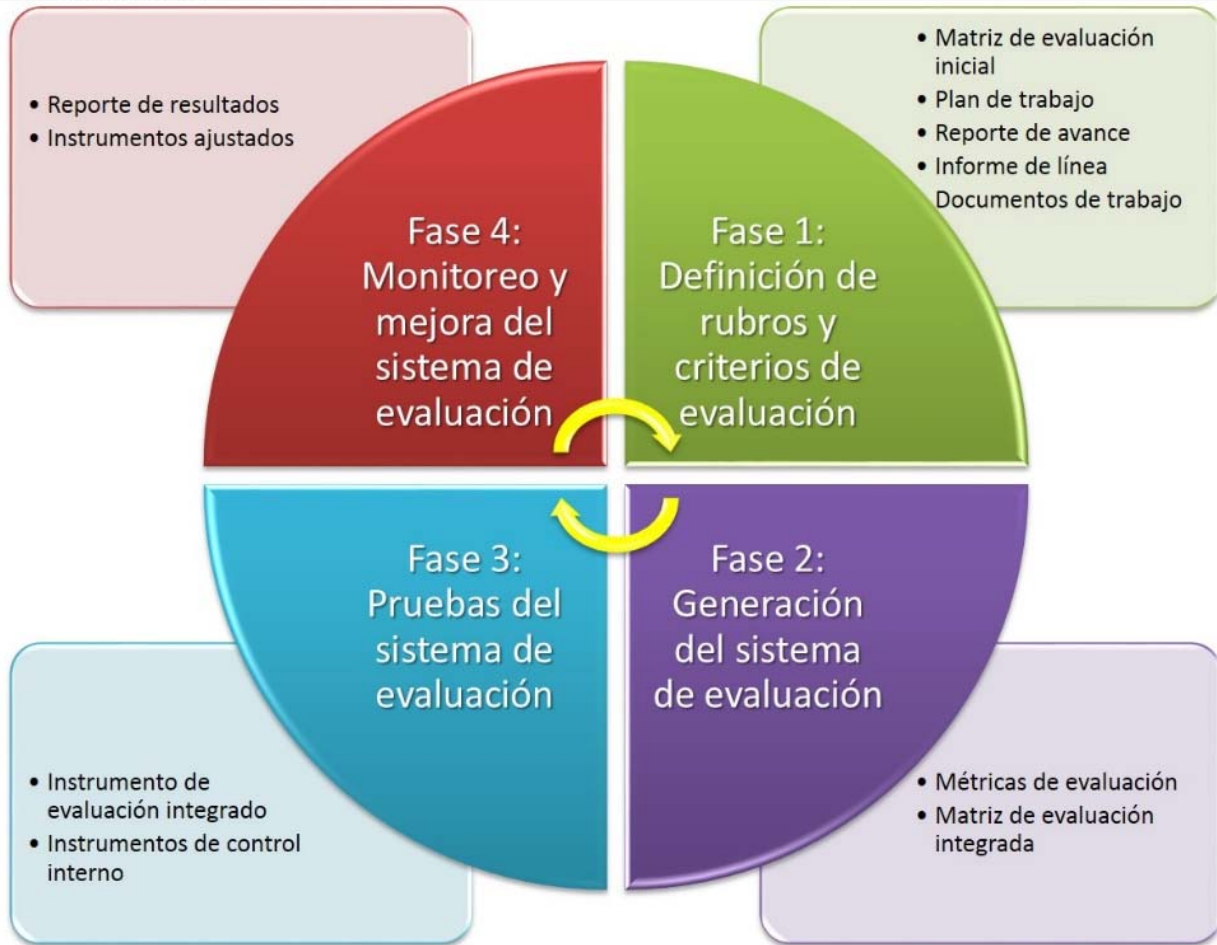 • Reporte de resultados
• Instrumentos ajustados
• Matriz de evaluación
inicial
• Plan de trabajo
• Reporte de avance
• Informe de línea
Documentos de trabajo
Fase 4:
Monitoreo y
mejora del
sistema de
evaluación
Fase 1:
Definición de
rubros y
criterios de
evaluación
Fase 3:
Pruebas del
sistema de
evaluación
Fase 2:
Generación
del sistema
de evaluación
• Instrumento de
evaluación integrado
• Instrumentos de control
interno
• Métricas de evaluación
• Matriz de evaluación
integrada